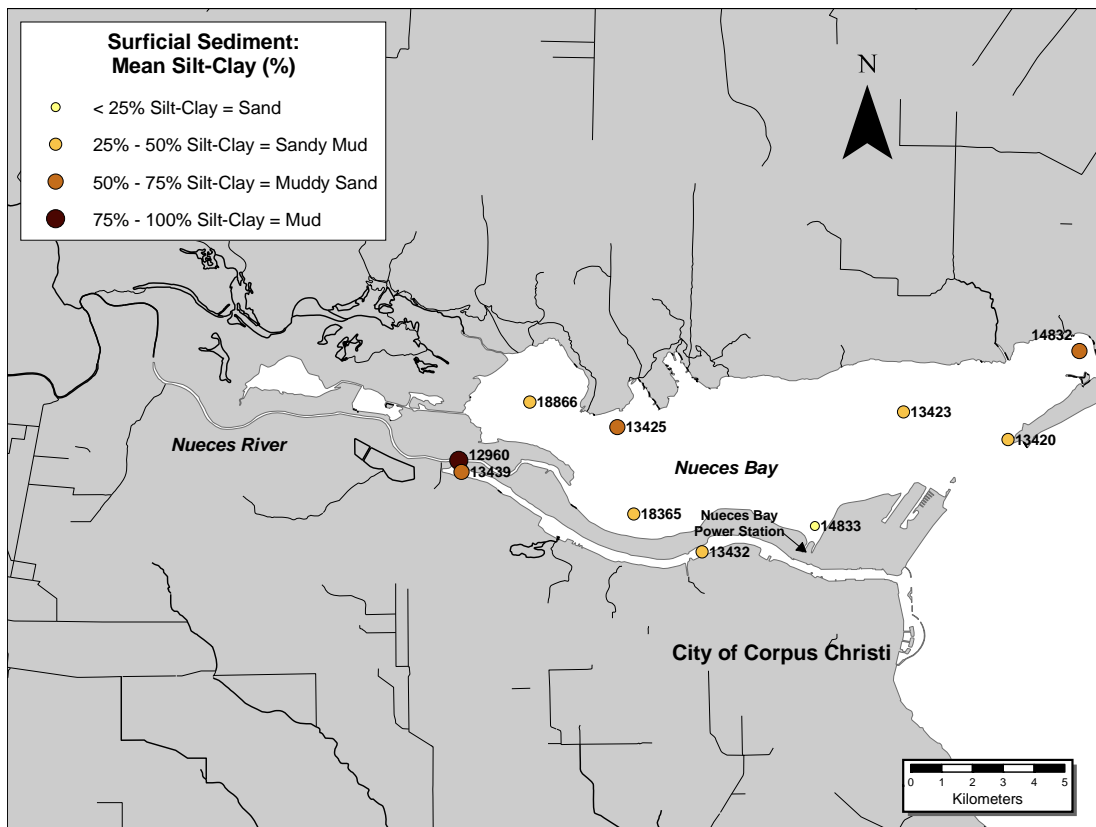 Surficial Sediment:
Mean Silt-Clay (%)
< 25% Silt-Clay = Sand
25% - 50% Silt-Clay = Sandy Mud
50% - 75% Silt-Clay = Muddy Sand
75% - 100% Silt-Clay = Mud
N
14832
18866
13423
13425
13420
Nueces River
12960
13439
Nueces Bay
18365
Nueces Bay
Power Station
14833
13432
City of Corpus Christi
0 1 2 3 4 5
Kilometers